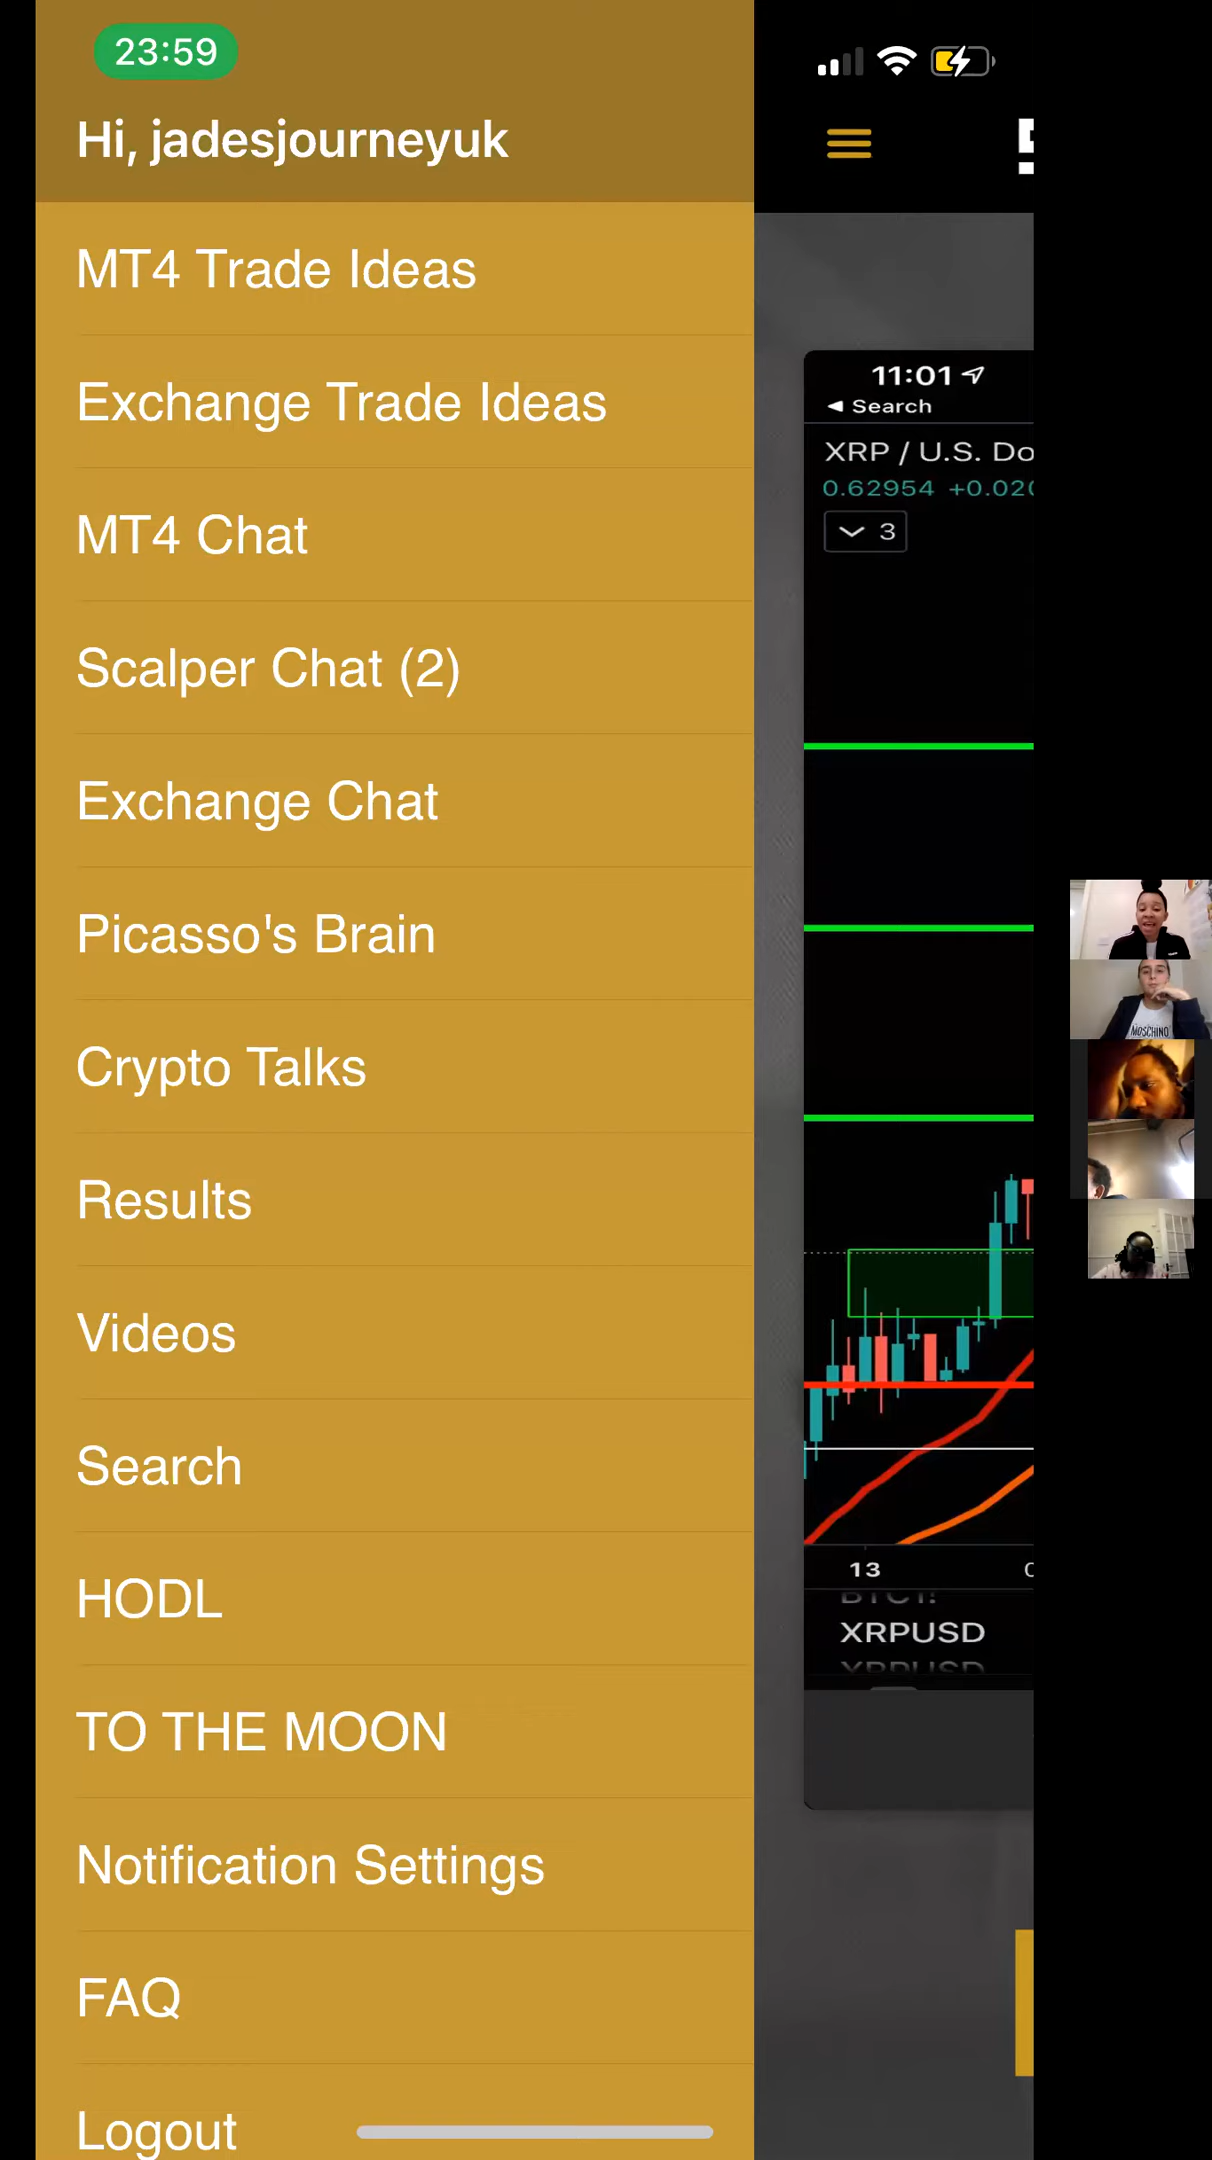 23:59
Hi, jadesjourneyuk
MT4 Trade Ideas
Exchange Trade Ideas
MT4 Chat
Scalper Chat (2)
Exchange Chat
Picasso's Brain
Crypto Talks
Results
Videos
Search
HODL
TO THE MOON
Notification Settings
FAQ
Logout
11:01
Search
XRP / U.S. Do
0.62954 +0.020
3
13
XRPUSD
XRPUSD
MOSCHINO